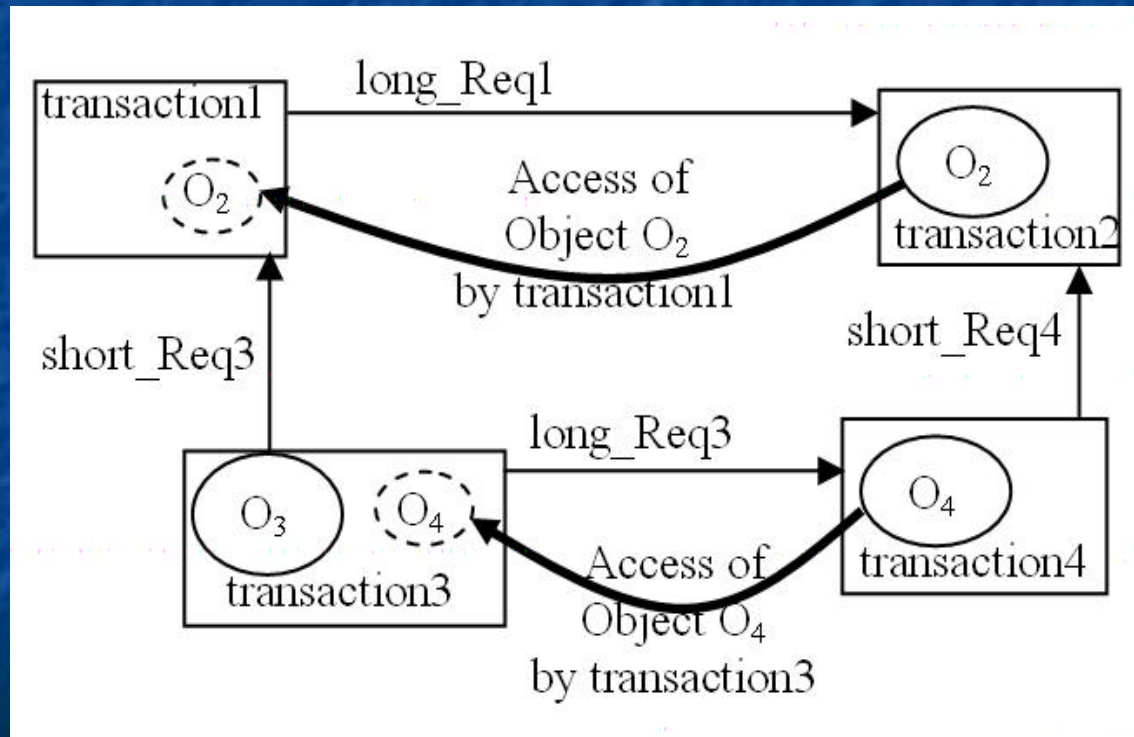 long_Req1
transaction1
O₂
Access of
Object O₂
by transaction1
O₂
transaction2
short_Req3
short_Req4
long_Req3
O₃
O₄
transaction3
Access of
Object O₄
by transaction3
O₄
transaction4